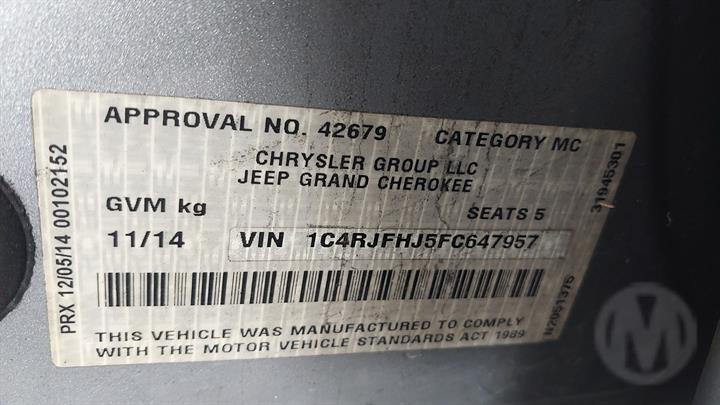 APPROVAL NO. 42679 CATEGORY MC
CHRYSLER GROUP LLC
JEEP GRAND CHEROKEE
GVM kg SEATS 5
11/14 VIN 1C4RJFHJ5FC647957
THIS VEHICLE WAS MANUFACTURED TO COMPLY
WITH THE MOTOR VEHICLE STANDARDS ACT 1989
PRX 12/05/14 00102152
31945301
N2051375
M